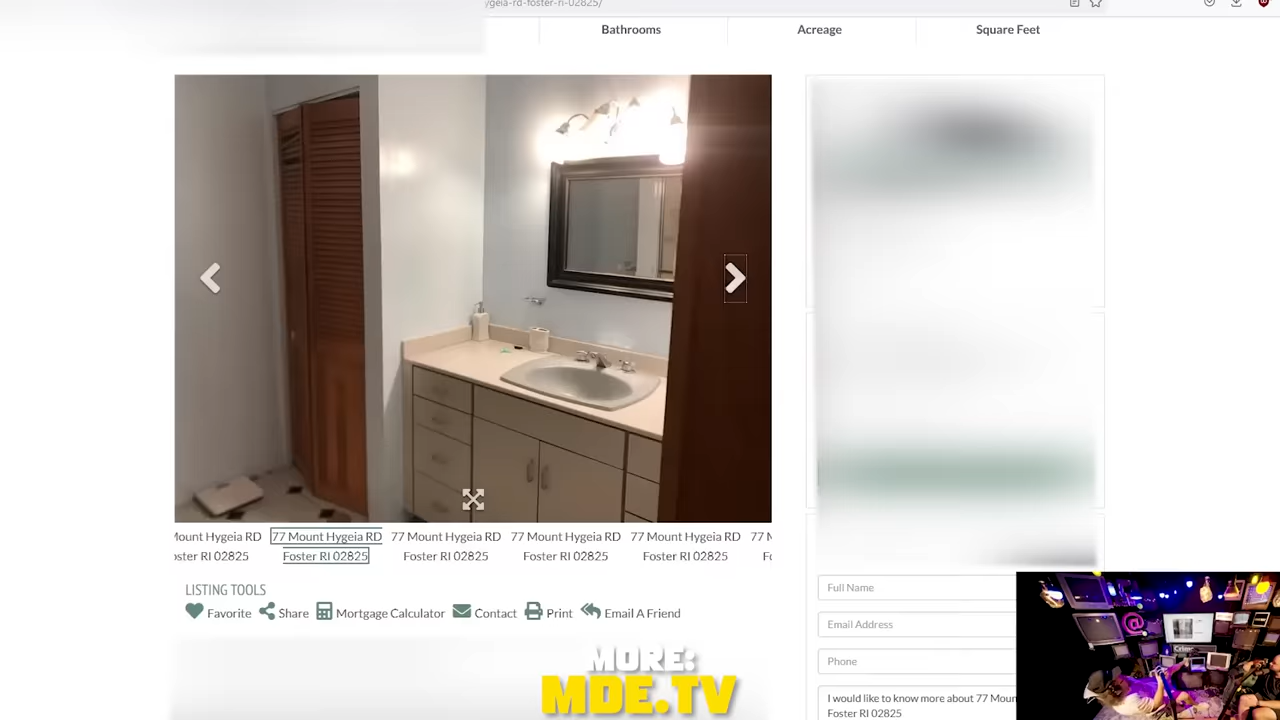 ygeia-rd-foster-ri-02825/
Bathrooms
Acreage
Square Feet
Mount Hygeia RD
oster RI 02825
77 Mount Hygeia RD
Foster RI 02825
77 Mount Hygeia RD
Foster RI 02825
77 Mount Hygeia RD
Foster RI 02825
77 Mount Hygeia RD
Foster RI 02825
77 M
Fo
LISTING TOOLS
Favorite
Share
Mortgage Calculator
Contact
Print
Email A Friend
MORE:
MDE.TV
Full Name
Email Address
Phone
I would like to know more about 77 Moun
Foster RI 02825